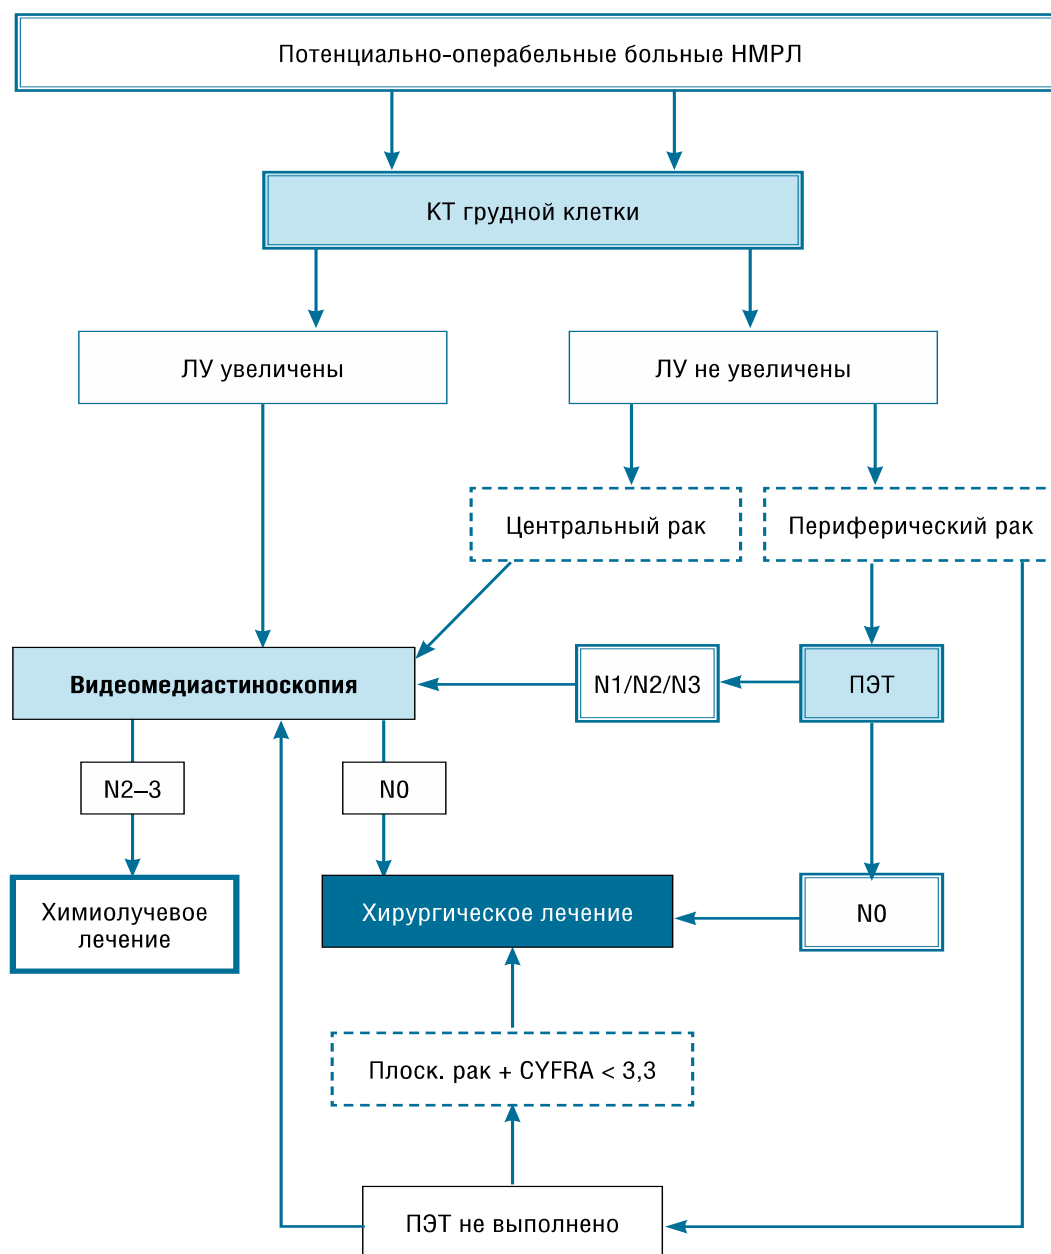 Потенциально-операбельные больные НМРЛ
КТ грудной клетки
ЛУ увеличены
ЛУ не увеличены
Центральный рак
Периферический рак
Видеомедиастиноскопия
N1/N2/N3
ПЭТ
N2–3
N0
Химиолучевое
лечение
Хирургическое лечение
N0
Плоск. рак + CYFRA < 3,3
ПЭТ не выполнено